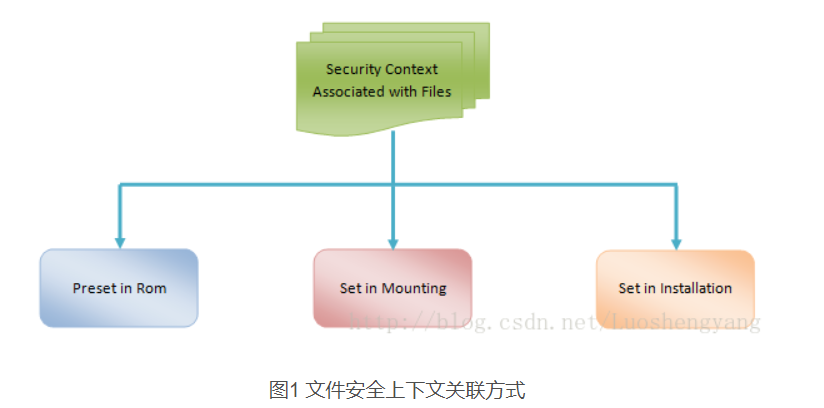 Security Context
Associated with Files
Preset in Rom
Set in Mounting
Set in Installation
http://blog.csdn.net/luoshengyang
图1 文件安全上下文关联方式